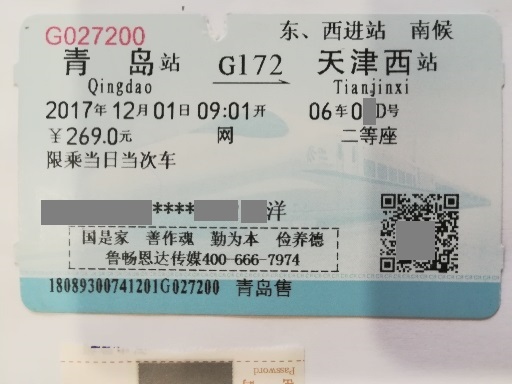 G027200 东、西进站 南候
青岛站 G172 天津西站
Qingdao Tianjinxi
2017年12月01日09:01开 06车0D号
￥269.0元 网 二等座
限乘当日当次车
**** 洋
国是家 善作魂 勤为本 俭养德
鲁畅恩达传媒400-666-7974
18089300741201G027200 青岛售
Password